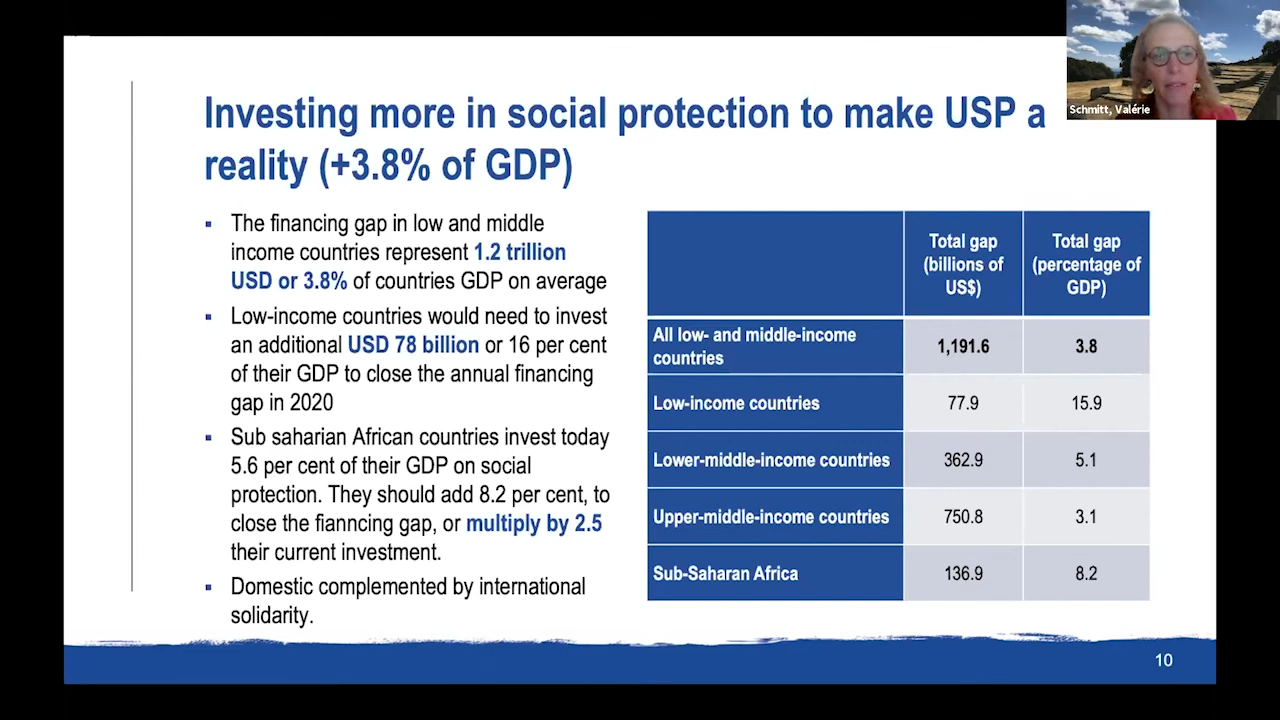 Investing more in social protection to make USP a
reality (+3.8% of GDP)
Schmitt, Valérie
▪ The financing gap in low and middle
income countries represent 1.2 trillion
USD or 3.8% of countries GDP on average
▪ Low-income countries would need to invest
an additional USD 78 billion or 16 per cent
of their GDP to close the annual financing
gap in 2020
▪ Sub saharian African countries invest today
5.6 per cent of their GDP on social
protection. They should add 8.2 per cent, to
close the fianncing gap, or multiply by 2.5
their current investment.
▪ Domestic complemented by international
solidarity.
Total gap
(billions of
US$)
Total gap
(percentage of
GDP)
All low- and middle-income
countries
1,191.6
3.8
Low-income countries
77.9
15.9
Lower-middle-income countries
362.9
5.1
Upper-middle-income countries
750.8
3.1
Sub-Saharan Africa
136.9
8.2
10